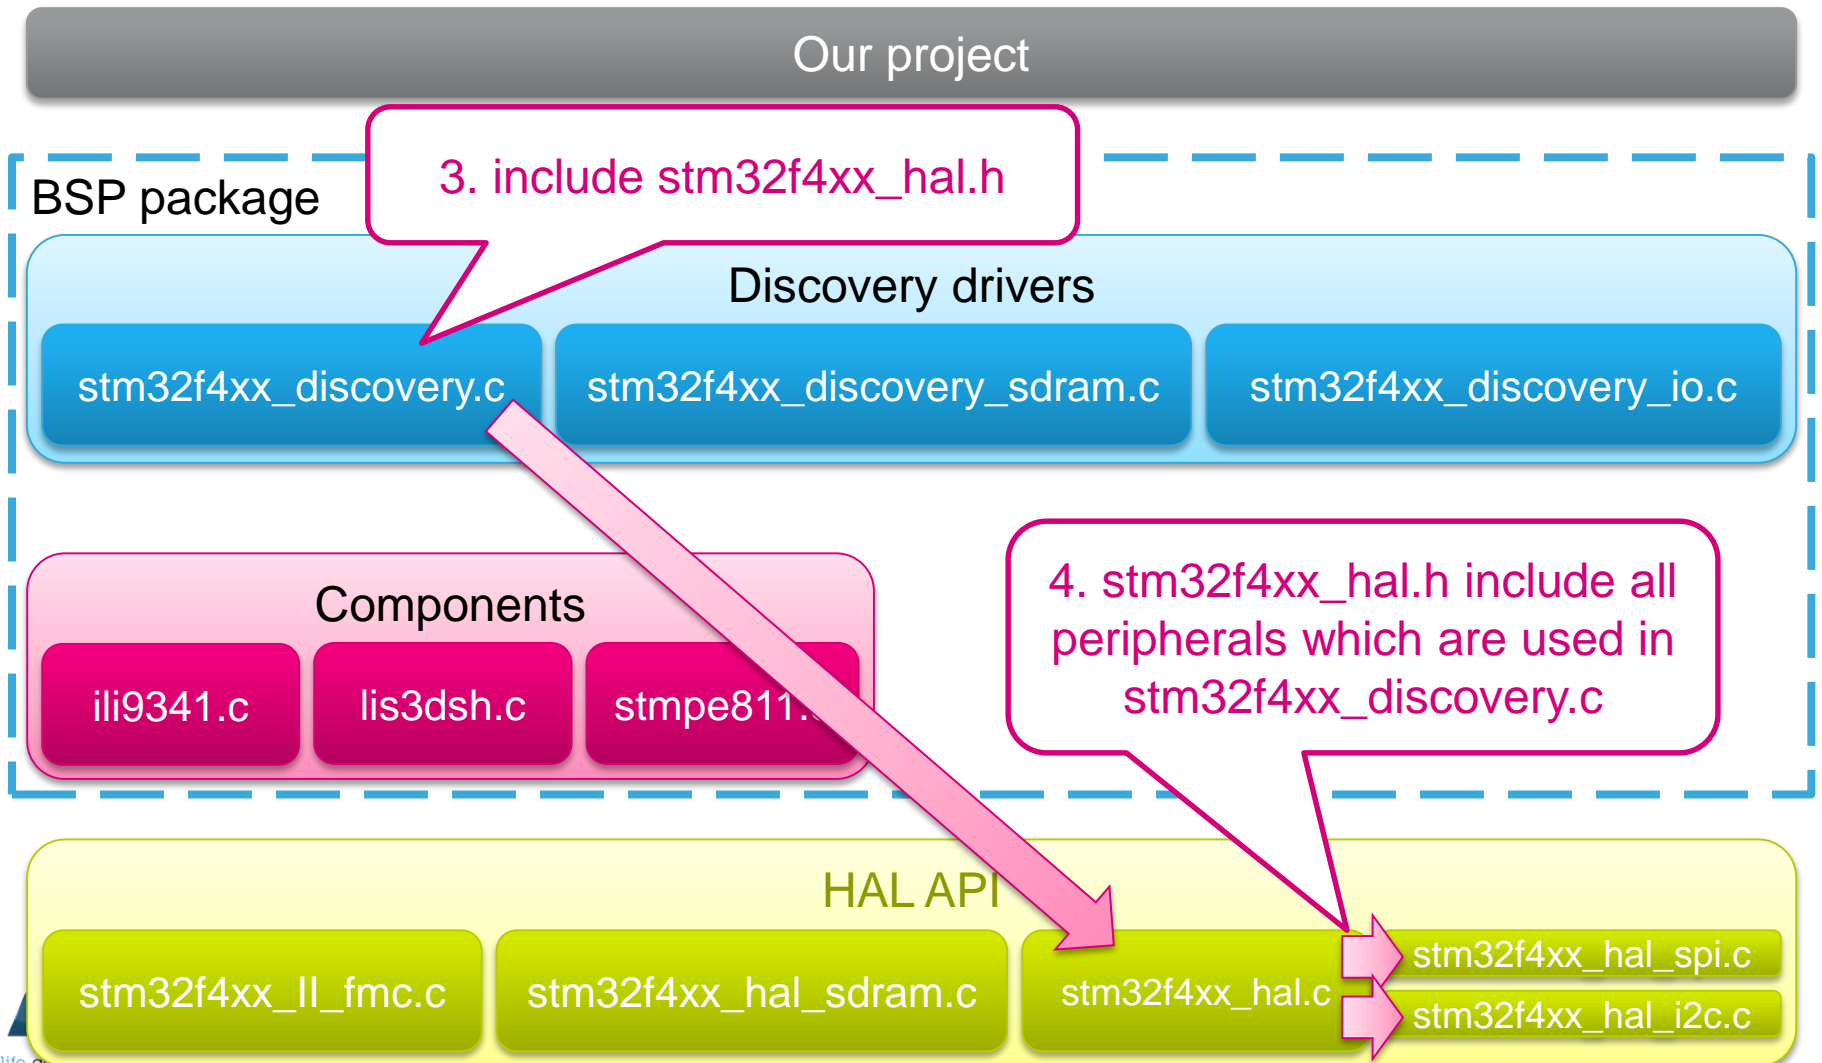 Our project
3. include stm32f4xx_hal.h
BSP package
Discovery drivers
stm32f4xx_discovery.c
stm32f4xx_discovery_sdram.c
stm32f4xx_discovery_io.c
Components
ili9341.c
lis3dsh.c
4. stm32f4xx_hal.h include all
peripherals which are used in
stm32f4xx_discovery.c
HAL API
stm32f4xx_II_fmc.c
stm32f4xx_hal_sdram.c
stm32f4xx_hal.c
stm32f4xx_hal_spi.c
stm32f4xx_hal_i2c.c